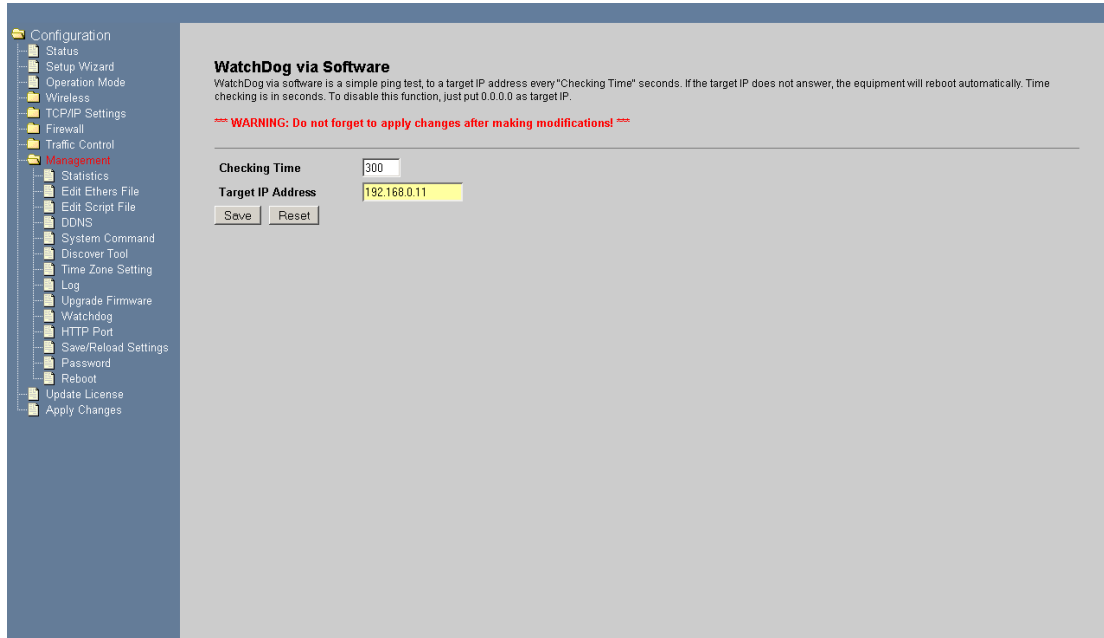 Configuration
Status
Setup Wizard
Operation Mode
Wireless
TCP/IP Settings
Firewall
Traffic Control
Management
Statistics
Edit Ethers File
Edit Script File
DDNS
System Command
Discover Tool
Time Zone Setting
Log
Upgrade Firmware
Watchdog
HTTP Port
Save/Reload Settings
Password
Reboot
Update License
Apply Changes
WatchDog via Software
WatchDog via software is a simple ping test, to a target IP address every "Checking Time" seconds. If the target IP does not answer, the equipment will reboot automatically. Time
checking is in seconds. To disable this function, just put 0.0.0.0 as target IP.
*** WARNING: Do not forget to apply changes after making modifications! ***
Checking Time 300
Target IP Address 192.168.0.11
Save Reset